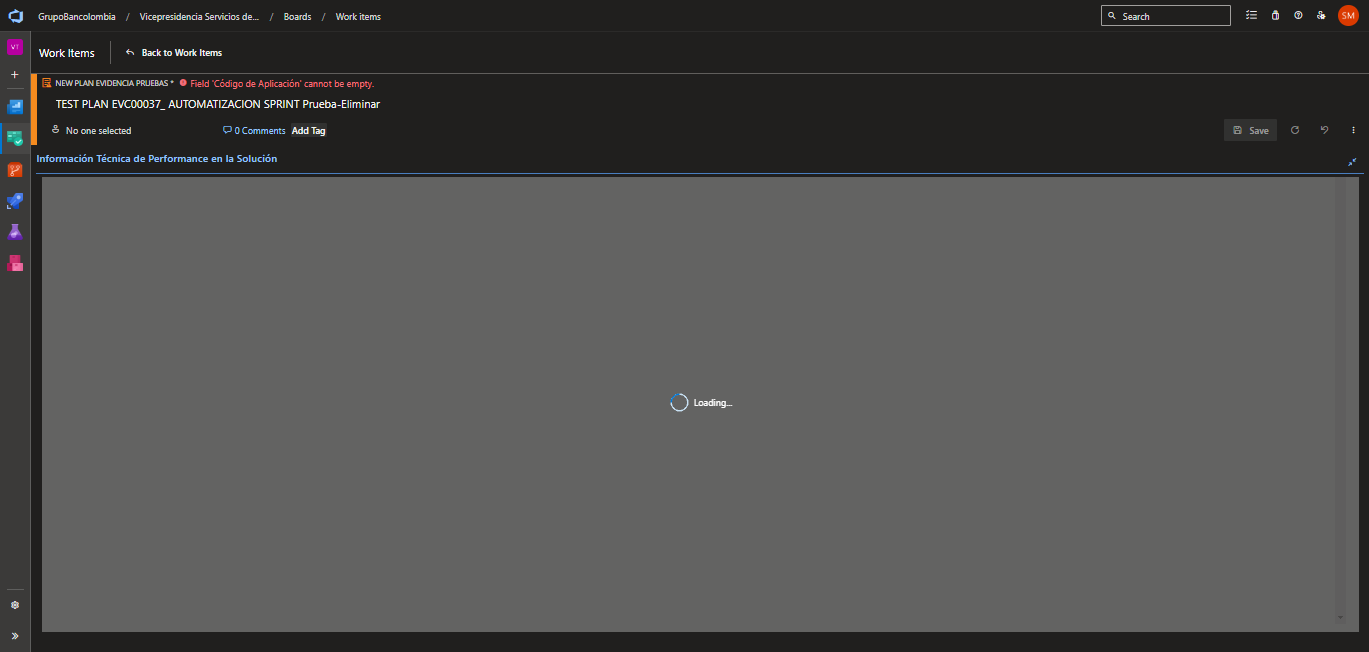 GrupoBancolombia / Vicepresidencia Servicios de... / Boards / Work items
Search
SM
VT
Work Items
Back to Work Items
NEW PLAN EVIDENCIA PRUEBAS * Field 'Código de Aplicación' cannot be empty.
TEST PLAN EVC00037_ AUTOMATIZACION SPRINT Prueba-Eliminar
No one selected
0 Comments
Add Tag
Save
Información Técnica de Performance en la Solución
Loading...